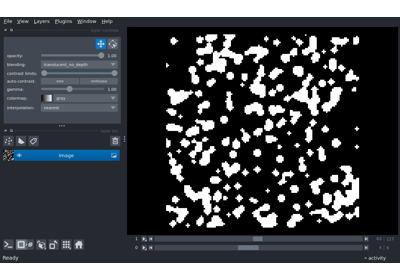 File View Layers Plugins Window Help
opacity: 1.00
blending: translucent_no_depth
contrast limits:
auto-contrast: once continuous
gamma: 1.00
colormap: gray
interpolation: nearest
Image
1
0
Ready
activity